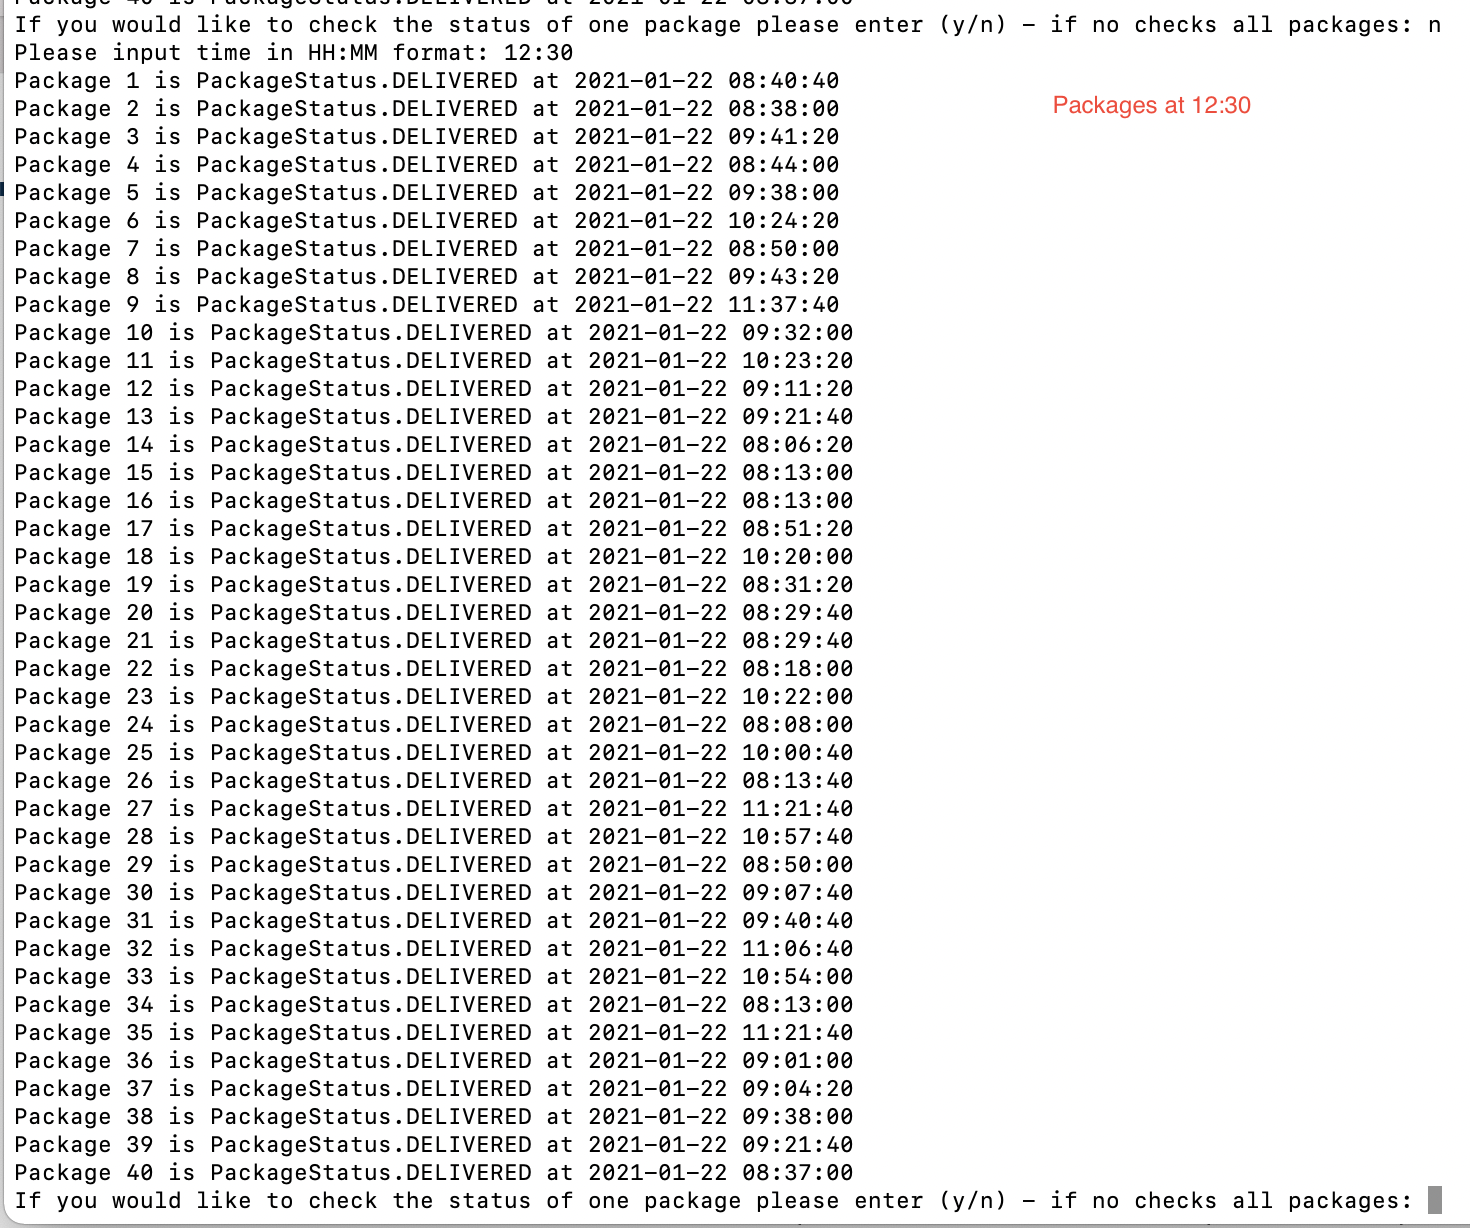 Package 40 is PackageStatus.DELIVERED at 2021-01-22 08:37:00
If you would like to check the status of one package please enter (y/n) - if no checks all packages: n
Please input time in HH:MM format: 12:30
Package 1 is PackageStatus.DELIVERED at 2021-01-22 08:40:40
Packages at 12:30
Package 2 is PackageStatus.DELIVERED at 2021-01-22 08:38:00
Package 3 is PackageStatus.DELIVERED at 2021-01-22 09:41:20
Package 4 is PackageStatus.DELIVERED at 2021-01-22 08:44:00
Package 5 is PackageStatus.DELIVERED at 2021-01-22 09:38:00
Package 6 is PackageStatus.DELIVERED at 2021-01-22 10:24:20
Package 7 is PackageStatus.DELIVERED at 2021-01-22 08:50:00
Package 8 is PackageStatus.DELIVERED at 2021-01-22 09:43:20
Package 9 is PackageStatus.DELIVERED at 2021-01-22 11:37:40
Package 10 is PackageStatus.DELIVERED at 2021-01-22 09:32:00
Package 11 is PackageStatus.DELIVERED at 2021-01-22 10:23:20
Package 12 is PackageStatus.DELIVERED at 2021-01-22 09:11:20
Package 13 is PackageStatus.DELIVERED at 2021-01-22 09:21:40
Package 14 is PackageStatus.DELIVERED at 2021-01-22 08:06:20
Package 15 is PackageStatus.DELIVERED at 2021-01-22 08:13:00
Package 16 is PackageStatus.DELIVERED at 2021-01-22 08:13:00
Package 17 is PackageStatus.DELIVERED at 2021-01-22 08:51:20
Package 18 is PackageStatus.DELIVERED at 2021-01-22 10:20:00
Package 19 is PackageStatus.DELIVERED at 2021-01-22 08:31:20
Package 20 is PackageStatus.DELIVERED at 2021-01-22 08:29:40
Package 21 is PackageStatus.DELIVERED at 2021-01-22 08:29:40
Package 22 is PackageStatus.DELIVERED at 2021-01-22 08:18:00
Package 23 is PackageStatus.DELIVERED at 2021-01-22 10:22:00
Package 24 is PackageStatus.DELIVERED at 2021-01-22 08:08:00
Package 25 is PackageStatus.DELIVERED at 2021-01-22 10:00:40
Package 26 is PackageStatus.DELIVERED at 2021-01-22 08:13:40
Package 27 is PackageStatus.DELIVERED at 2021-01-22 11:21:40
Package 28 is PackageStatus.DELIVERED at 2021-01-22 10:57:40
Package 29 is PackageStatus.DELIVERED at 2021-01-22 08:50:00
Package 30 is PackageStatus.DELIVERED at 2021-01-22 09:07:40
Package 31 is PackageStatus.DELIVERED at 2021-01-22 09:40:40
Package 32 is PackageStatus.DELIVERED at 2021-01-22 11:06:40
Package 33 is PackageStatus.DELIVERED at 2021-01-22 10:54:00
Package 34 is PackageStatus.DELIVERED at 2021-01-22 08:13:00
Package 35 is PackageStatus.DELIVERED at 2021-01-22 11:21:40
Package 36 is PackageStatus.DELIVERED at 2021-01-22 09:01:00
Package 37 is PackageStatus.DELIVERED at 2021-01-22 09:04:20
Package 38 is PackageStatus.DELIVERED at 2021-01-22 09:38:00
Package 39 is PackageStatus.DELIVERED at 2021-01-22 09:21:40
Package 40 is PackageStatus.DELIVERED at 2021-01-22 08:37:00
If you would like to check the status of one package please enter (y/n) - if no checks all packages: